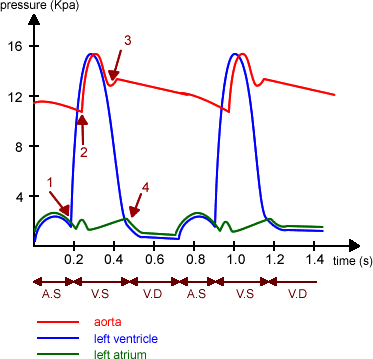 pressure (Kpa)
16
3
12
2
8
1
4
4
0.2 0.4 0.6 0.8 1.0 1.2 1.4 time (s)
A.S V.S V.D A.S V.S V.D
aorta
left ventricle
left atrium